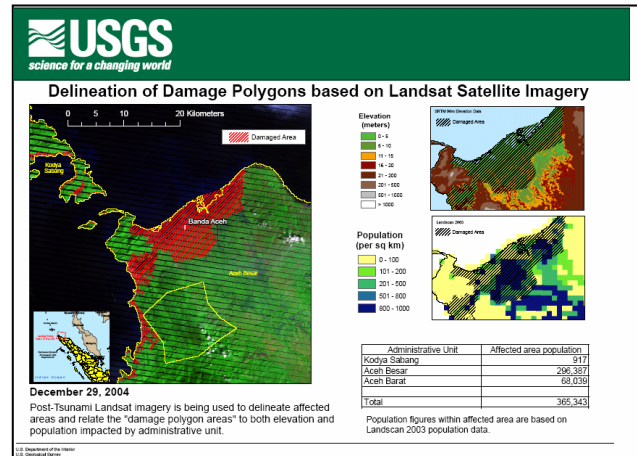 USGS
science for a changing world
Delineation of Damage Polygons based on Landsat Satellite Imagery
0 5 10 20 Kilometers
Damaged Area
Kodya
Sabang
Banda Aceh
Aceh Besar
December 29, 2004
Post-Tsunami Landsat imagery is being used to delineate affected
areas and relate the "damage polygon areas" to both elevation and
population impacted by administrative unit.
Elevation
(meters)
0 - 5
6 - 10
11 - 15
16 - 20
21 - 200
201 - 500
501 - 1000
> 1000
Damaged Area
Population
(per sq km)
0 - 100
101 - 200
201 - 500
501 - 800
800 - 1000
Landscan 2003
Damaged Area
Administrative Unit Affected area population
Kodya Sabang 917
Aceh Besar 296,387
Aceh Barat 68,039
Total 365,343
Population figures within affected area are based on
Landscan 2003 population data.
U.S. Department of the Interior
U.S. Geological Survey